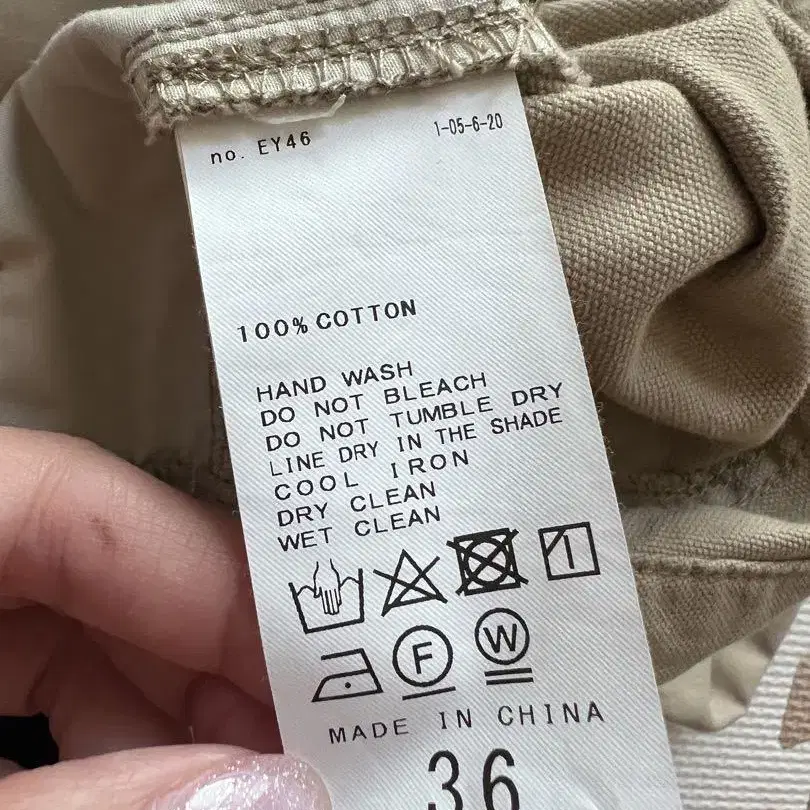 no. EY46 1-05-6-20
100% COTTON
HAND WASH
DO NOT BLEACH
DO NOT TUMBLE DRY
LINE DRY IN THE SHADE
COOL IRON
DRY CLEAN
WET CLEAN
F W
MADE IN CHINA
36